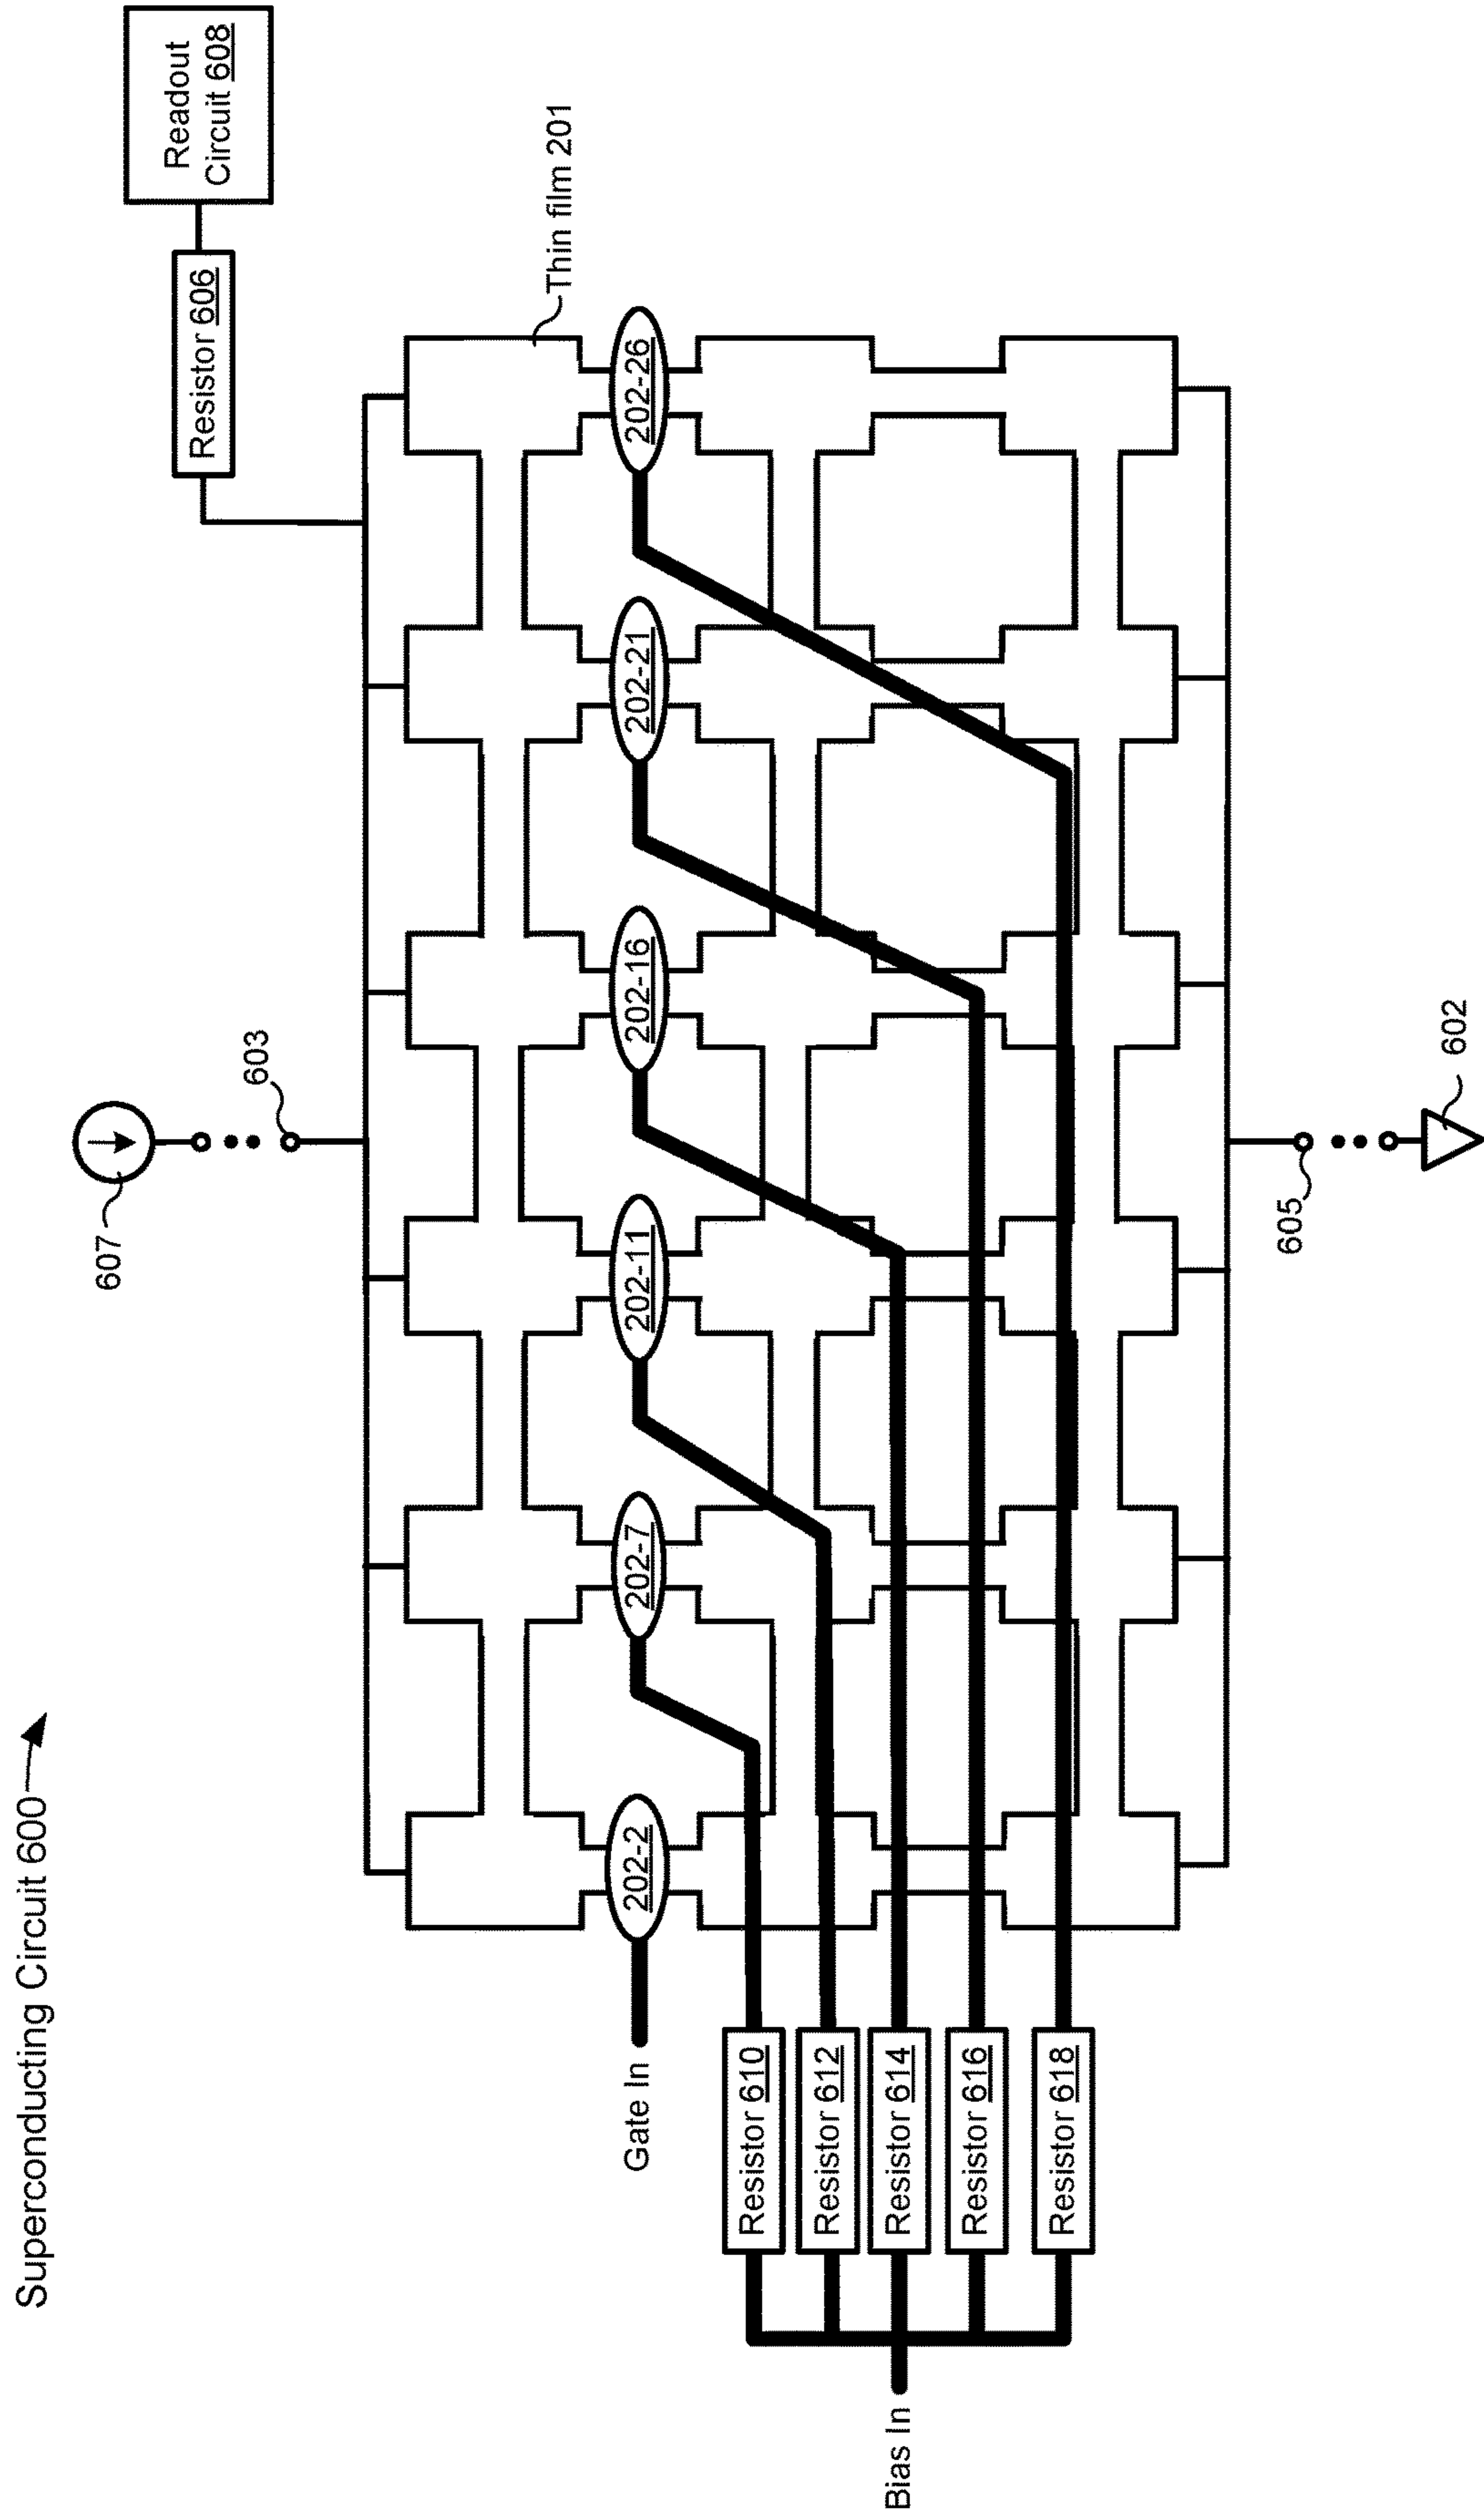 Superconducting Circuit 600
607
603
Resistor 606
Readout
Circuit 608
Thin film 201
Gate In
202-2
202-7
202-11
202-16
202-21
202-26
Bias In
Resistor 610
Resistor 612
Resistor 614
Resistor 616
Resistor 618
605
602